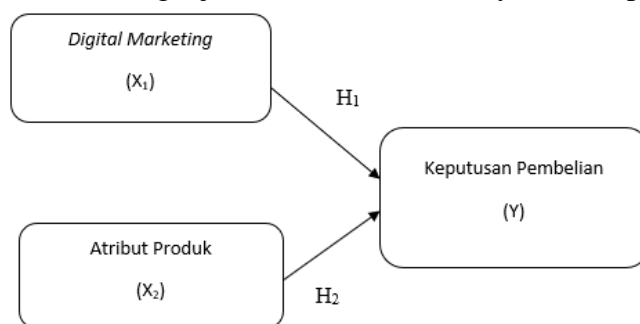 Digital Marketing
(X₁)
H₁
Keputusan Pembelian
(Y)
Atribut Produk
(X₂)
H₂